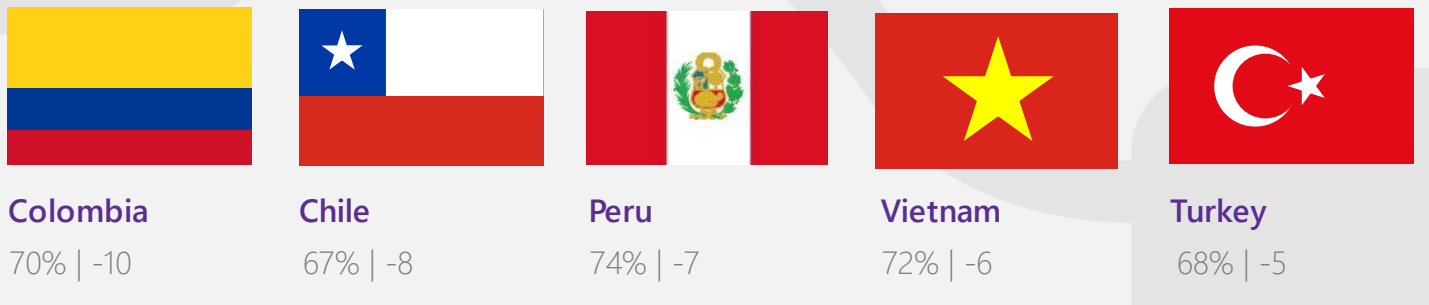 Colombia
70% | -10
Chile
67% | -8
Peru
74% | -7
Vietnam
72% | -6
Turkey
68% | -5